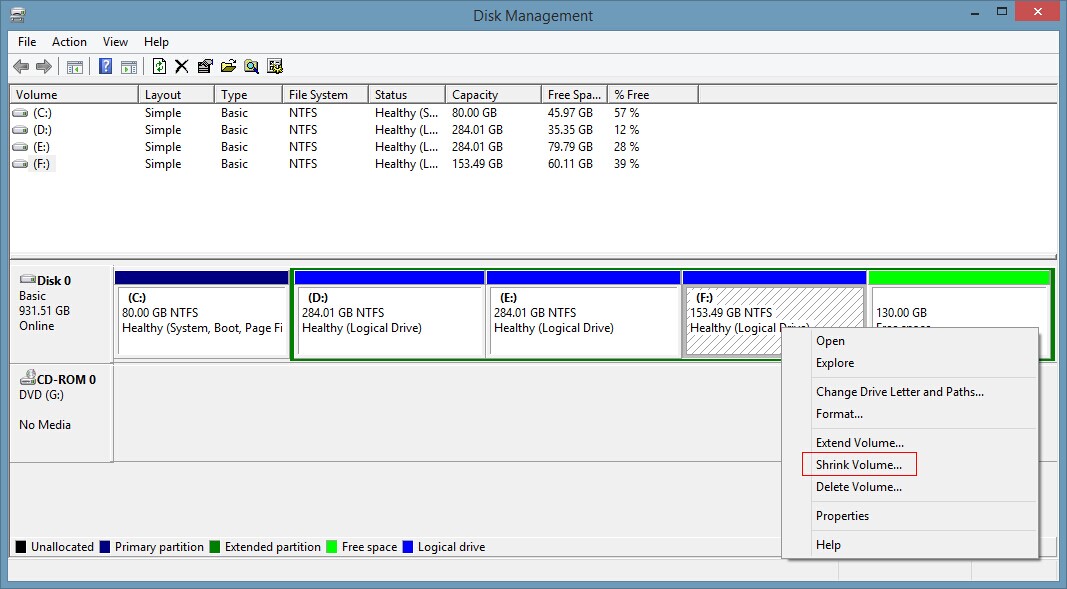 Disk Management
File Action View Help
Volume Layout Type File System Status Capacity Free Spa... % Free
(C:) Simple Basic NTFS Healthy (S... 80.00 GB 45.97 GB 57 %
(D:) Simple Basic NTFS Healthy (L... 284.01 GB 35.35 GB 12 %
(E:) Simple Basic NTFS Healthy (L... 284.01 GB 79.79 GB 28 %
(F:) Simple Basic NTFS Healthy (L... 153.49 GB 60.11 GB 39 %
Disk 0
Basic
931.51 GB
Online
(C:)
80.00 GB NTFS
Healthy (System, Boot, Page Fi
(D:)
284.01 GB NTFS
Healthy (Logical Drive)
(E:)
284.01 GB NTFS
Healthy (Logical Drive)
(F:)
153.49 GB NTFS
Healthy (Logical Drive)
130.00 GB
Free space
CD-ROM 0
DVD (G:)
No Media
Open
Explore
Change Drive Letter and Paths...
Format...
Extend Volume...
Shrink Volume...
Delete Volume...
Properties
Help
Unallocated Primary partition Extended partition Free space Logical drive